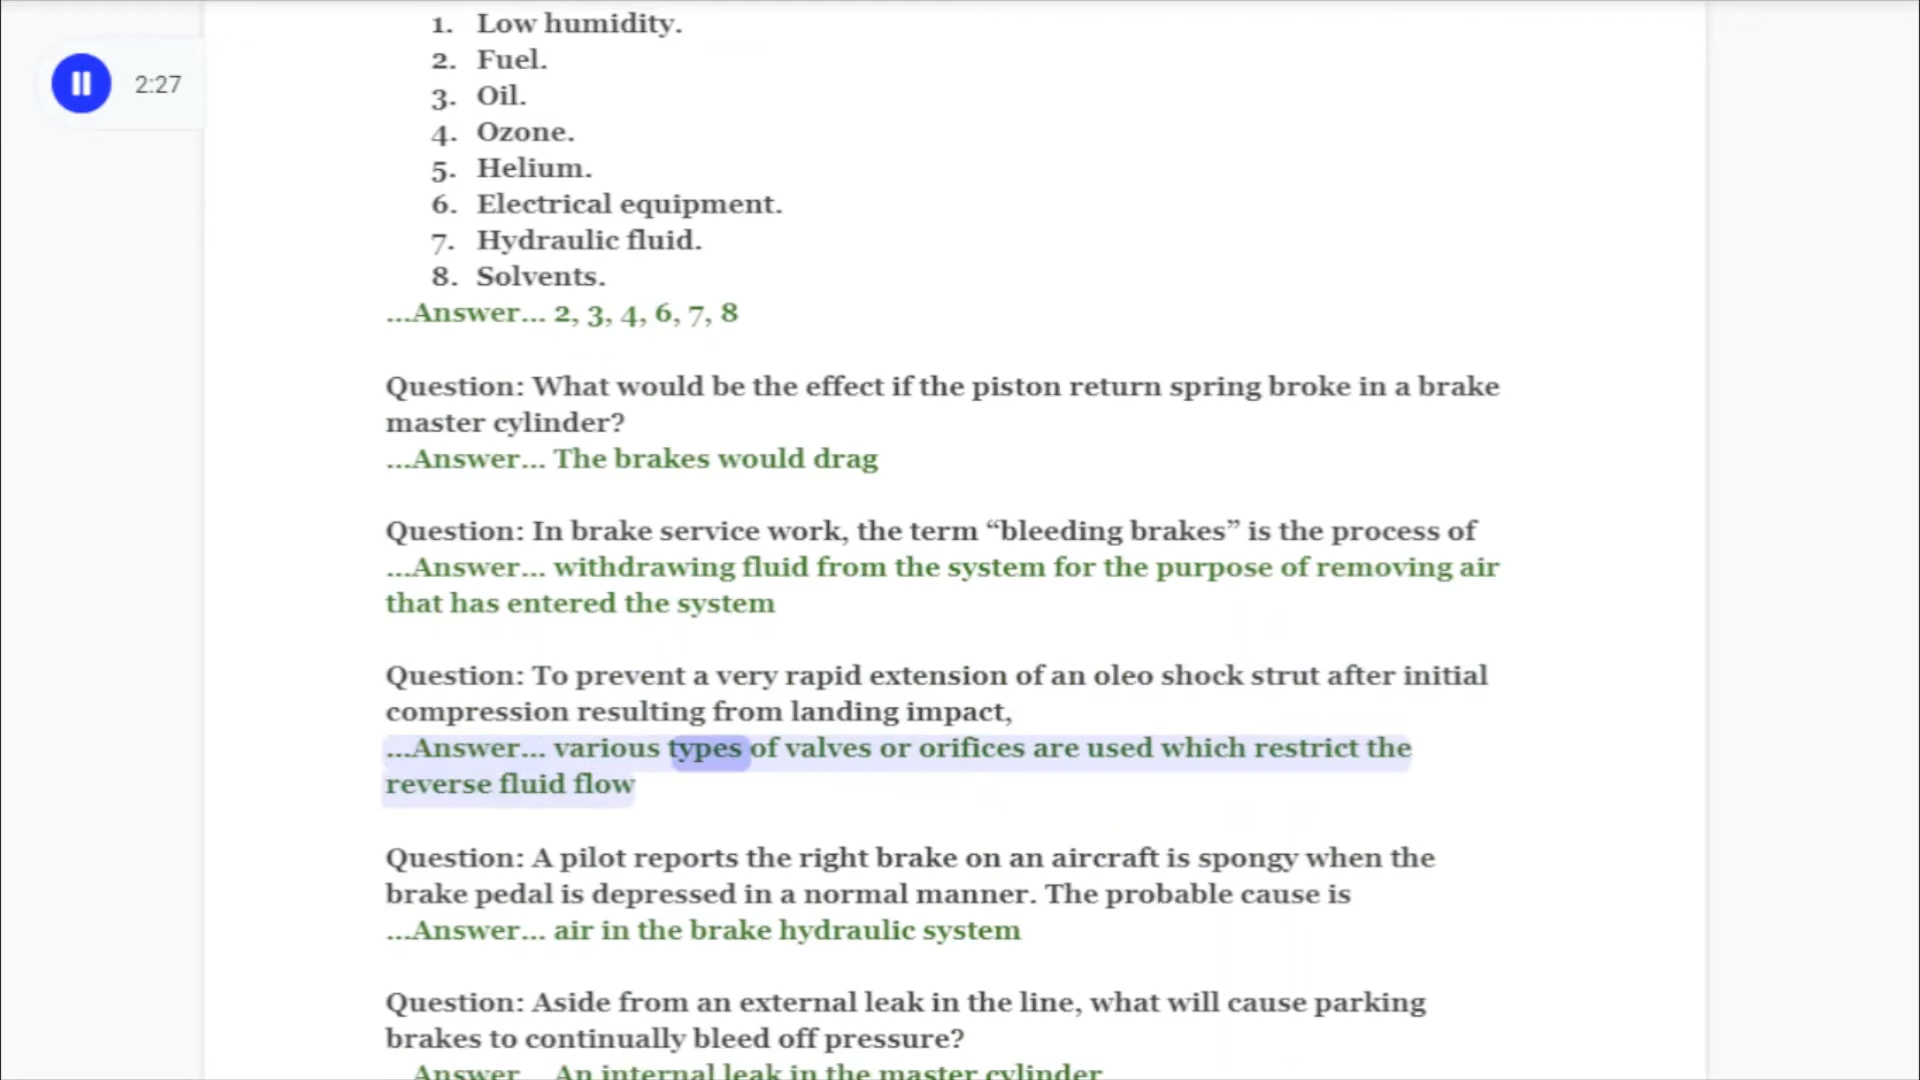 1. Low humidity.
2:27
2. Fuel.
3. Oil.
4. Ozone.
5. Helium.
6. Electrical equipment.
7. Hydraulic fluid.
8. Solvents.
...Answer... 2, 3, 4, 6, 7, 8
Question: What would be the effect if the piston return spring broke in a brake
master cylinder?
...Answer... The brakes would drag
Question: In brake service work, the term “bleeding brakes” is the process of
...Answer... withdrawing fluid from the system for the purpose of removing air
that has entered the system
Question: To prevent a very rapid extension of an oleo shock strut after initial
compression resulting from landing impact,
...Answer... various types of valves or orifices are used which restrict the
reverse fluid flow
Question: A pilot reports the right brake on an aircraft is spongy when the
brake pedal is depressed in a normal manner. The probable cause is
...Answer... air in the brake hydraulic system
Question: Aside from an external leak in the line, what will cause parking
brakes to continually bleed off pressure?
...Answer... An internal leak in the master cylinder